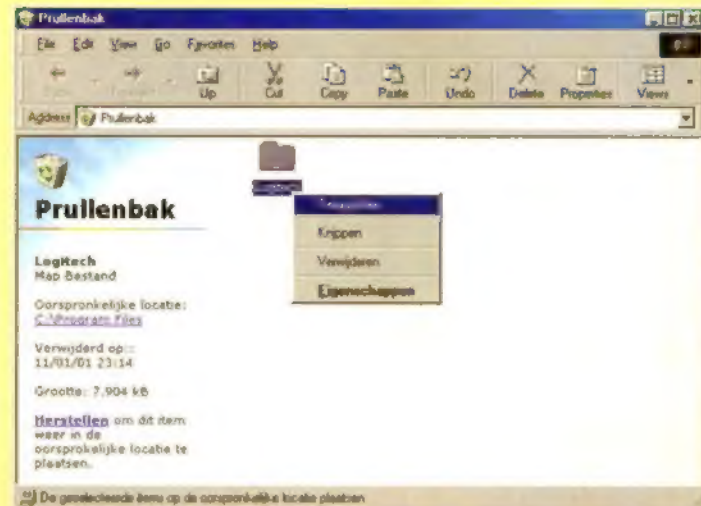 Prullenbak
File Edit View Go Favorites Help
Up Cut Copy Paste Undo Delete Properties Views
Address Prullenbak
Prullenbak
Logitech
Map Bestand
Oorspronkelijke locatie:
C:\Program Files
Verwijderd op:
11/01/01 23:14
Grootte: 7.904 kB
Herstellen om dit item
weer in de
oorsprokelijke locatie te
plaatsen.
Knippen
Verwijderen
Eigenschappen
De geselecteerde items op de oorspronkelijke locatie plaatsen